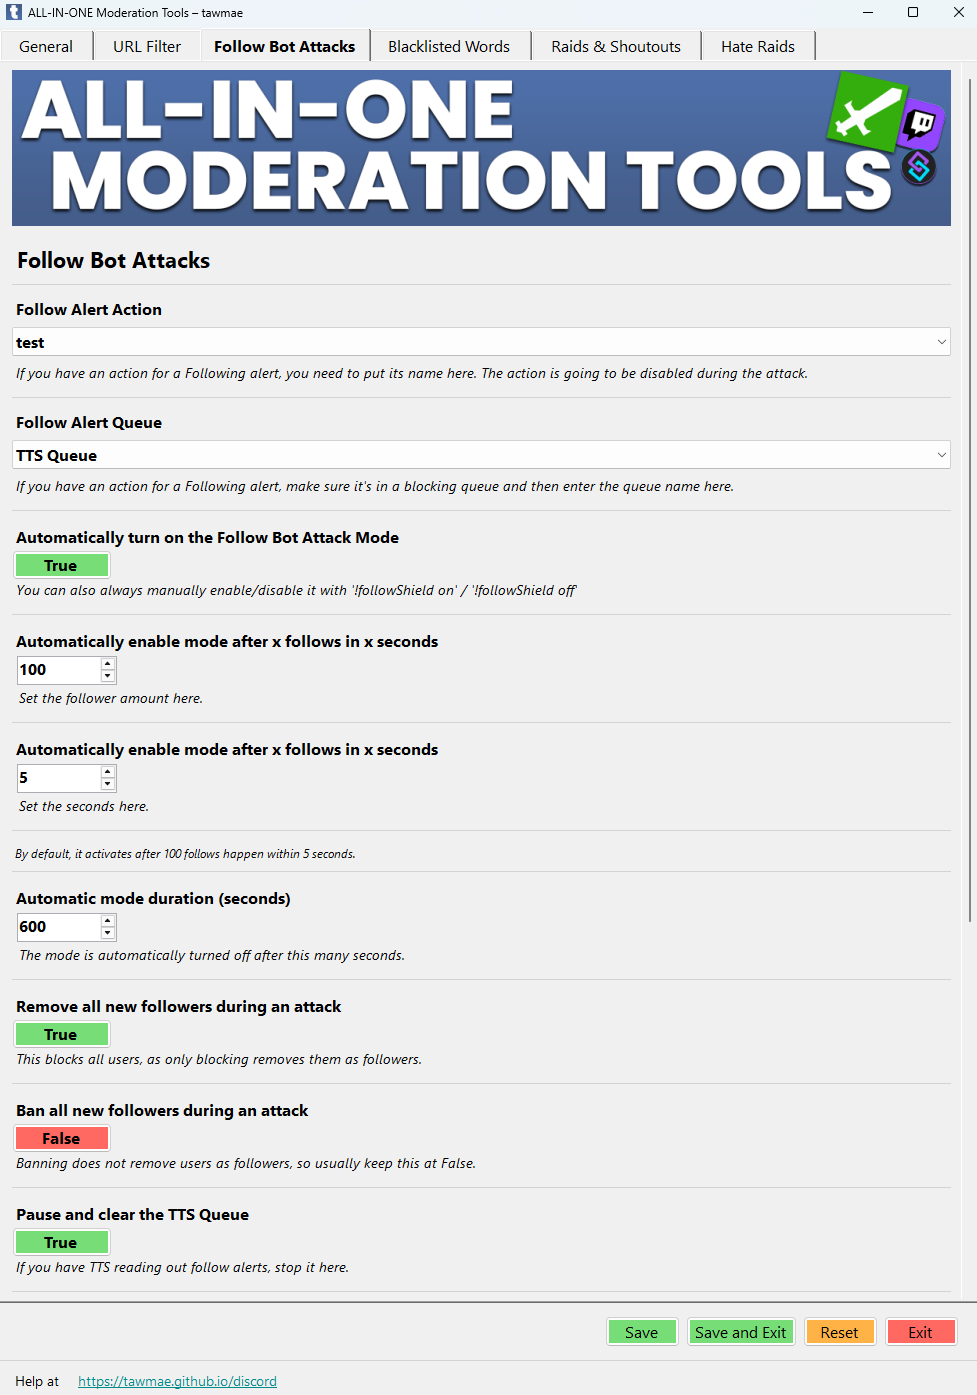 ALL-IN-ONE Moderation Tools – tawmae
General URL Filter Follow Bot Attacks Blacklisted Words Raids & Shoutouts Hate Raids
ALL-IN-ONE
MODERATION TOOLS
Follow Bot Attacks
Follow Alert Action
test
If you have an action for a Following alert, you need to put its name here. The action is going to be disabled during the attack.
Follow Alert Queue
TTS Queue
If you have an action for a Following alert, make sure it's in a blocking queue and then enter the queue name here.
Automatically turn on the Follow Bot Attack Mode
True
You can also always manually enable/disable it with '!followShield on' / '!followShield off'
Automatically enable mode after x follows in x seconds
100
Set the follower amount here.
Automatically enable mode after x follows in x seconds
5
Set the seconds here.
By default, it activates after 100 follows happen within 5 seconds.
Automatic mode duration (seconds)
600
The mode is automatically turned off after this many seconds.
Remove all new followers during an attack
True
This blocks all users, as only blocking removes them as followers.
Ban all new followers during an attack
False
Banning does not remove users as followers, so usually keep this at False.
Pause and clear the TTS Queue
True
If you have TTS reading out follow alerts, stop it here.
Save Save and Exit Reset Exit
Help at https://tawmae.github.io/discord